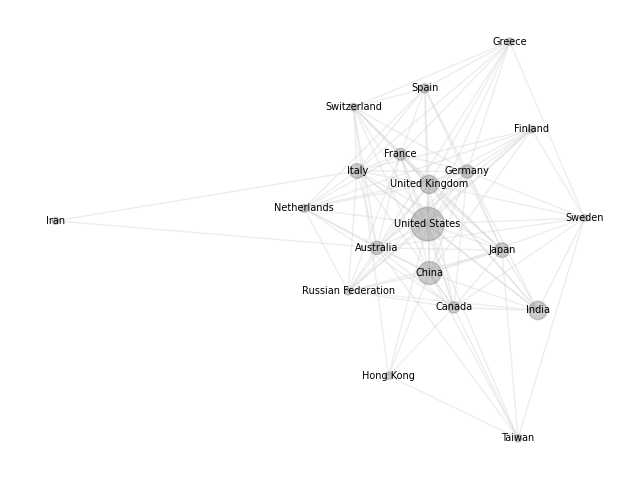 Greece
Spain
Switzerland
Finland
France
Italy
Germany
United Kingdom
Netherlands
Iran
Sweden
United States
Australia
Japan
China
Russian Federation
Canada
India
Hong Kong
Taiwan